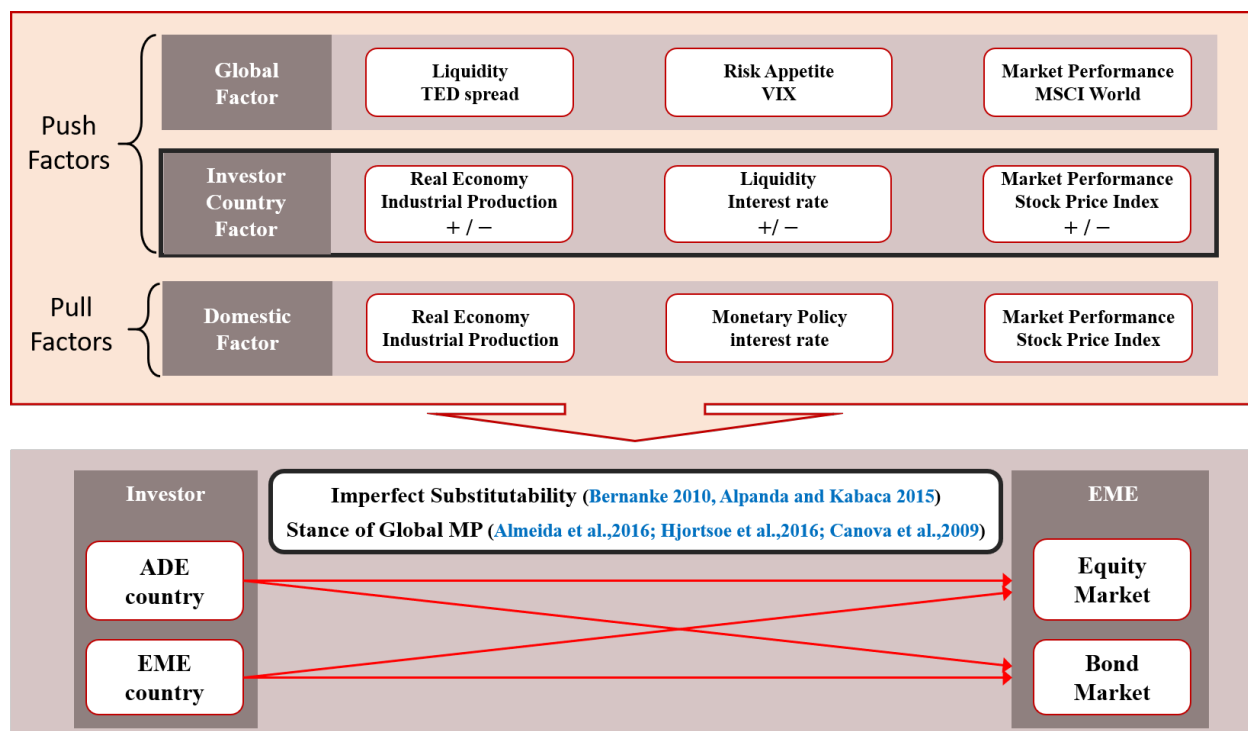 Push
Factors
Global
Factor
Liquidity
TED spread
Risk Appetite
VIX
Market Performance
MSCI World
Investor
Country
Factor
Real Economy
Industrial Production
+ / −
Liquidity
Interest rate
+/ −
Market Performance
Stock Price Index
+ / −
Pull
Factors
Domestic
Factor
Real Economy
Industrial Production
Monetary Policy
interest rate
Market Performance
Stock Price Index
Investor
Imperfect Substitutability (Bernanke 2010, Alpanda and Kabaca 2015)
Stance of Global MP (Almeida et al.,2016; Hjortsoe et al.,2016; Canova et al.,2009)
EME
ADE
country
EME
country
Equity
Market
Bond
Market